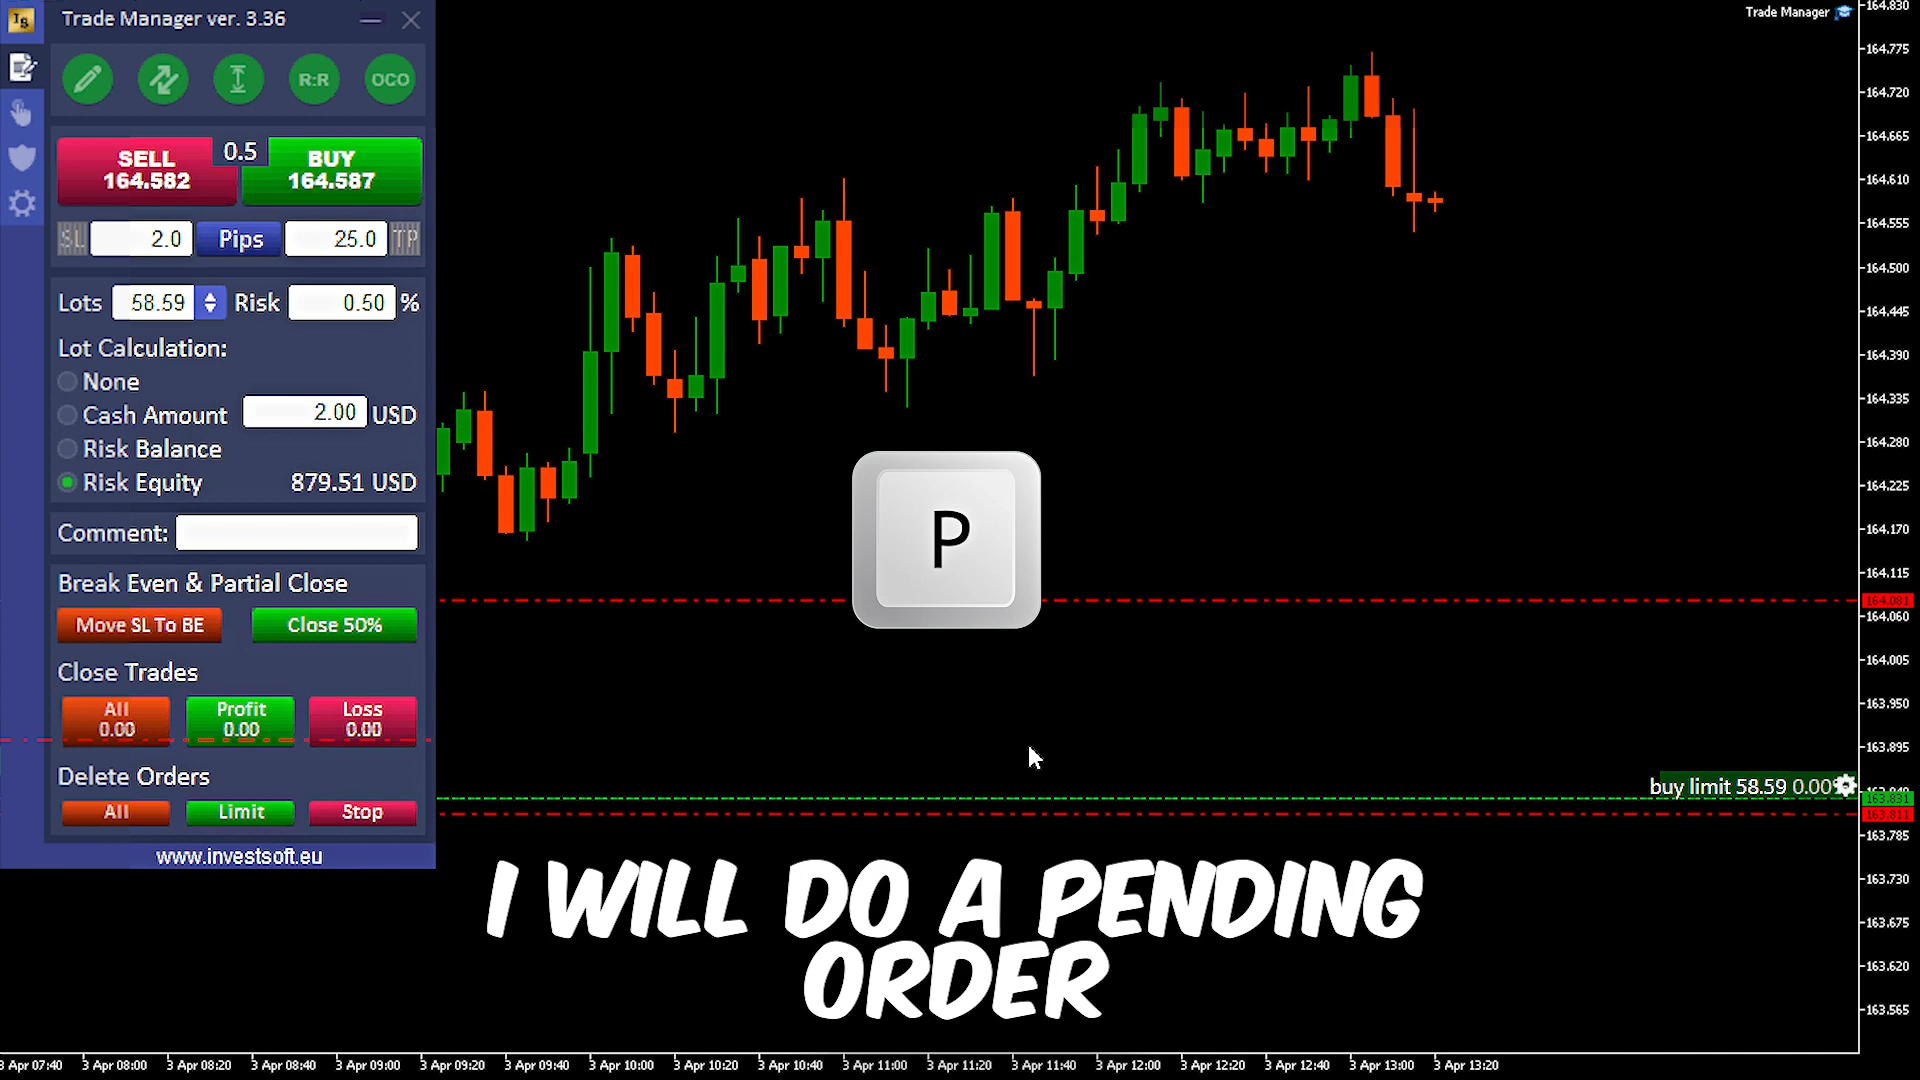 Trade Manager ver. 3.36
Trade Manager
R:R
OCO
SELL 0.5 BUY
164.582 164.587
SL 2.0 Pips 25.0 TP
Lots 58.59 Risk 0.50 %
Lot Calculation:
None
Cash Amount 2.00 USD
Risk Balance
Risk Equity 879.51 USD
Comment:
Break Even & Partial Close
Move SL To BE Close 50%
Close Trades
All Profit Loss
0.00 0.00 0.00
Delete Orders
All Limit Stop
www.investsoft.eu
P
buy limit 58.59 0.00%
I WILL DO A PENDING
ORDER
164.830
164.775
164.720
164.665
164.610
164.555
164.500
164.445
164.390
164.335
164.280
164.225
164.170
164.115
164.081
164.060
164.005
163.950
163.895
163.831
163.811
163.785
163.730
163.675
163.620
163.565
3 Apr 07:40 3 Apr 08:00 3 Apr 08:20 3 Apr 08:40 3 Apr 09:00 3 Apr 09:20 3 Apr 09:40 3 Apr 10:00 3 Apr 10:20 3 Apr 10:40 3 Apr 11:00 3 Apr 11:20 3 Apr 11:40 3 Apr 12:00 3 Apr 12:20 3 Apr 12:40 3 Apr 13:00 3 Apr 13:20